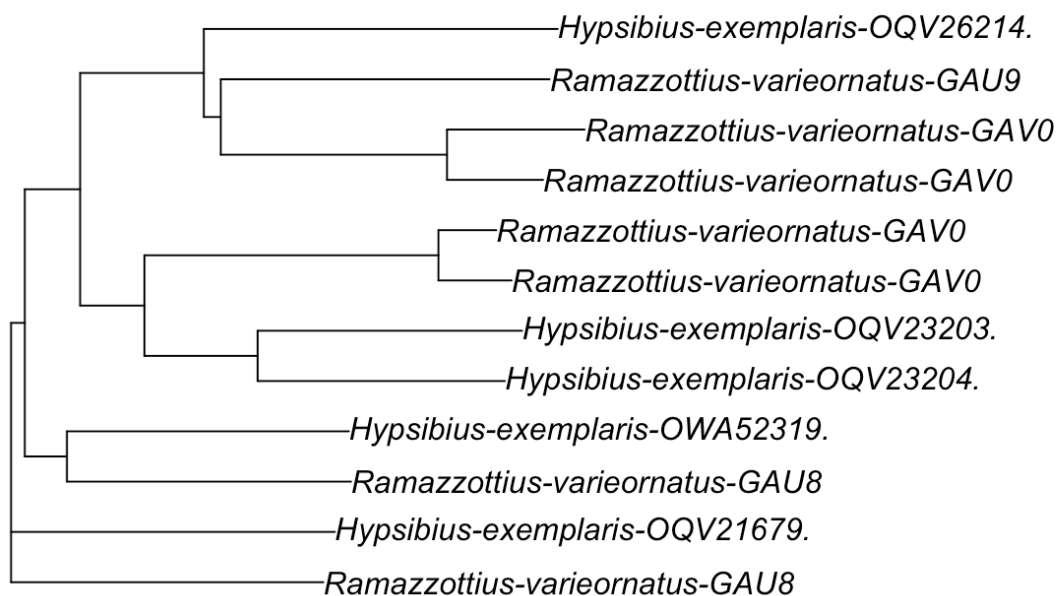 Hypsibius-exemplaris-OQV26214.
Ramazzottius-varieornatus-GAU9
Ramazzottius-varieornatus-GAV0
Ramazzottius-varieornatus-GAV0
Ramazzottius-varieornatus-GAV0
Ramazzottius-varieornatus-GAV0
Hypsibius-exemplaris-OQV23203.
Hypsibius-exemplaris-OQV23204.
Hypsibius-exemplaris-OWA52319.
Ramazzottius-varieornatus-GAU8
Hypsibius-exemplaris-OQV21679.
Ramazzottius-varieornatus-GAU8